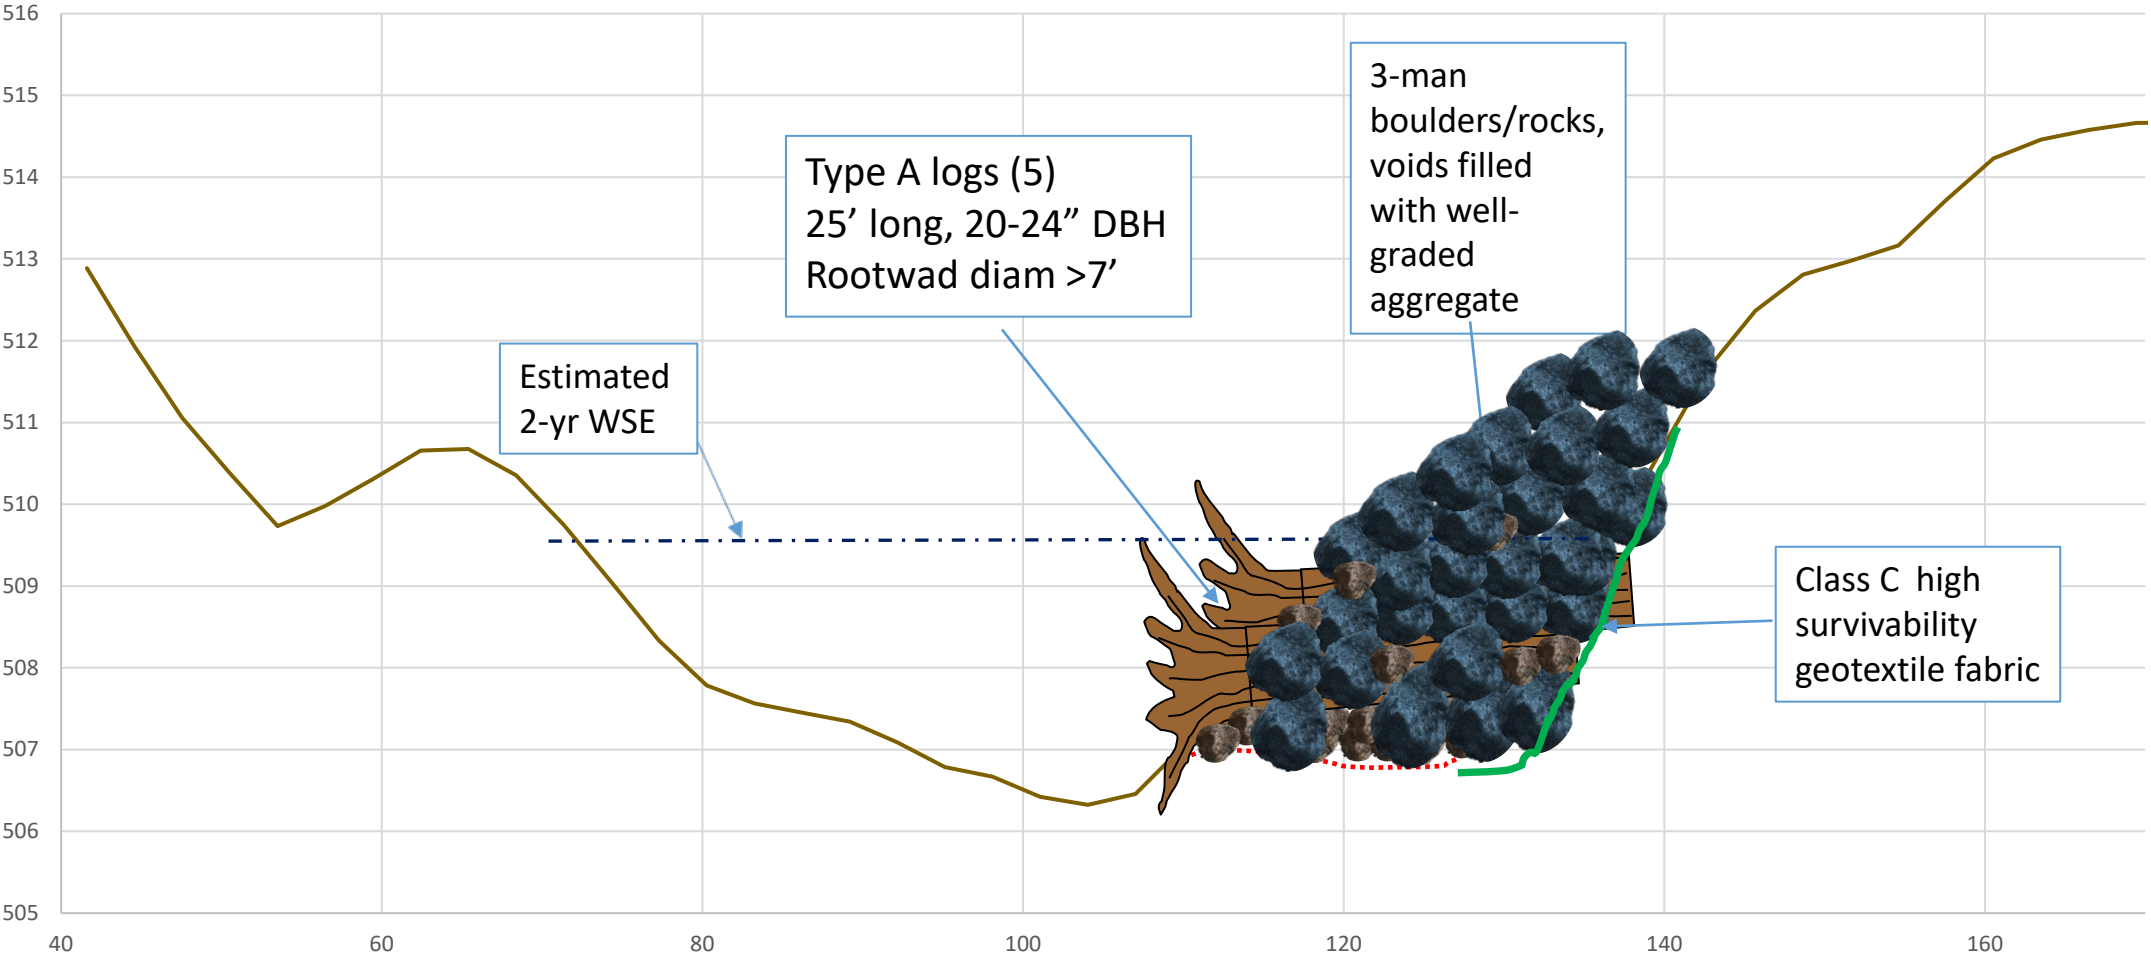 516
515
514
513
512
511
510
509
508
507
506
505
40
60
80
100
120
140
160
Estimated
2-yr WSE
Type A logs (5)
25’ long, 20-24” DBH
Rootwad diam >7’
3-man
boulders/rocks,
voids filled
with well-
graded
aggregate
Class C  high
survivability
geotextile fabric